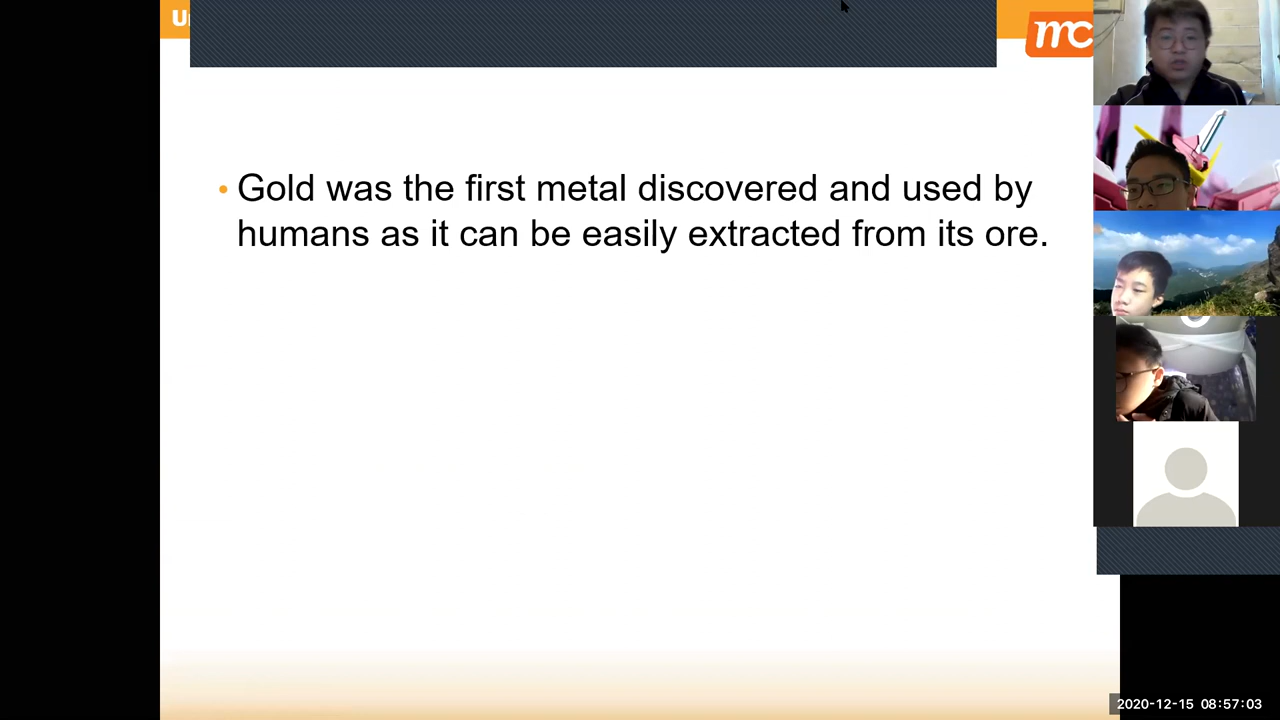 mc
• Gold was the first metal discovered and used by
humans as it can be easily extracted from its ore.
2020-12-15 08:57:03